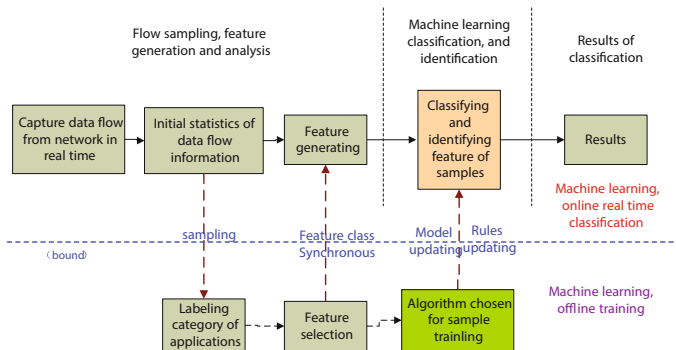 Flow sampling, feature
generation and analysis
Machine learning
classification, and
identification
Results of
classification
Capture data flow
from network in
real time
Initial statistics of
data flow
information
Feature
generating
Classifying
and
identifying
feature of
samples
Results
Machine learning,
online real time
classification
sampling
Feature class
Synchronous
Model
updating
Rules
updating
（bound）
Labeling
category of
applications
Feature
selection
Algorithm chosen
for sample
trainling
Machine learning,
offline training